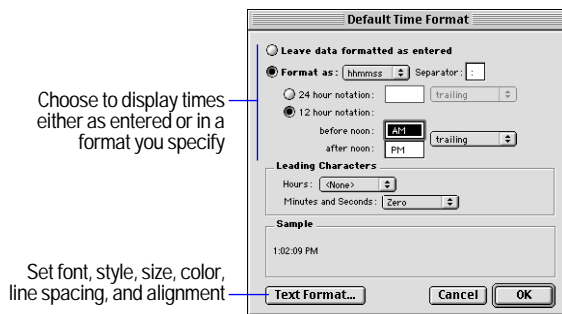 Default Time Format
Leave data formatted as entered
Format as: hhmmss Separator: :
24 hour notation: trailing
12 hour notation:
before noon: AM
after noon: PM
trailing
Leading Characters
Hours: <None>
Minutes and Seconds: Zero
Sample
1:02:09 PM
Text Format... Cancel OK
Choose to display times
either as entered or in a
format you specify
Set font, style, size, color,
line spacing, and alignment